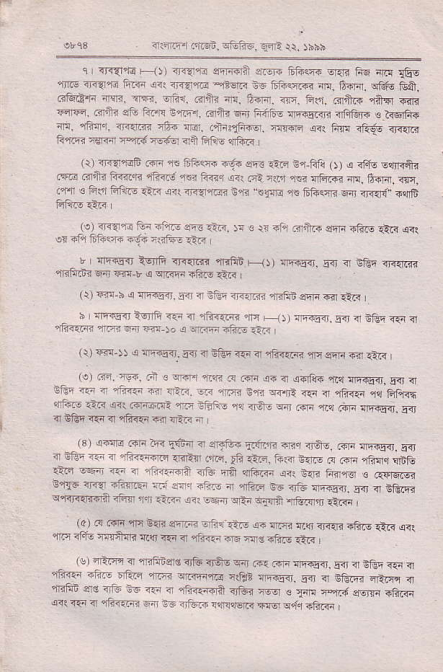 ৩৮৭৪ বাংলাদেশ গেজেট, অতিরিক্ত, জুলাই ২২, ১৯৯৯
৭। ব্যবস্থাপত্র।—(১) ব্যবস্থাপত্র প্রদানকারী প্রত্যেক চিকিৎসক তাহার নিজ নামে মুদ্রিত
প্যাডে ব্যবস্থাপত্র দিবেন এবং ব্যবস্থাপত্রে স্পষ্টভাবে উক্ত চিকিৎসকের নাম, ঠিকানা, অর্জিত ডিগ্রী,
রেজিষ্ট্রেশন নাম্বার, স্বাক্ষর, তারিখ, রোগীর নাম, ঠিকানা, বয়স, লিংগ, রোগীকে পরীক্ষা করার
ফলাফল, রোগীর প্রতি বিশেষ উপদেশ, রোগীর জন্য নির্বাচিত মাদকদ্রব্যের বাণিজ্যিক ও বৈজ্ঞানিক
নাম, পরিমাণ, ব্যবহারের সঠিক মাত্রা, পৌনঃপুনিকতা, সময়কাল এবং নিয়ম বহির্ভূত ব্যবহারে
বিপদের সম্ভাবনা সম্পর্কে সতর্কতা বাণী লিখিত থাকিবে।
(২) ব্যবস্থাপত্রটি কোন পশু চিকিৎসক কর্তৃক প্রদত্ত হইলে উপ-বিধি (১) এ বর্ণিত তথ্যাবলীর
ক্ষেত্রে রোগীর বিবরণের পরিবর্তে পশুর বিবরণ এবং সেই সংগে পশুর মালিকের নাম, ঠিকানা, বয়স,
পেশা ও লিংগ লিখিতে হইবে এবং ব্যবস্থাপত্রের উপর “শুধুমাত্র পশু চিকিৎসার জন্য ব্যবহার্য” কথাটি
লিখিতে হইবে।
(৩) ব্যবস্থাপত্র তিন কপিতে প্রদত্ত হইবে, ১ম ও ২য় কপি রোগীকে প্রদান করিতে হইবে এবং
৩য় কপি চিকিৎসক কর্তৃক সংরক্ষিত হইবে।
৮। মাদকদ্রব্য ইত্যাদি ব্যবহারের পারমিট।—(১) মাদকদ্রব্য, দ্রব্য বা উদ্ভিদ ব্যবহারের
পারমিটের জন্য ফরম-৮ এ আবেদন করিতে হইবে।
(২) ফরম-৯ এ মাদকদ্রব্য, দ্রব্য বা উদ্ভিদ ব্যবহারের পারমিট প্রদান করা হইবে।
৯। মাদকদ্রব্য ইত্যাদি বহন বা পরিবহনের পাস।—(১) মাদকদ্রব্য, দ্রব্য বা উদ্ভিদ বহন বা
পরিবহনের পাসের জন্য ফরম-১০ এ আবেদন করিতে হইবে।
(২) ফরম-১১ এ মাদকদ্রব্য, দ্রব্য বা উদ্ভিদ বহন বা পরিবহনের পাস প্রদান করা হইবে।
(৩) রেল, সড়ক, নৌ ও আকাশ পথের যে কোন এক বা একাধিক পথে মাদকদ্রব্য, দ্রব্য বা
উদ্ভিদ বহন বা পরিবহন করা যাইবে, তবে পাসের উপর অবশ্যই বহন বা পরিবহন পথ লিপিবদ্ধ
থাকিতে হইবে এবং কোনক্রমেই পাসে উল্লিখিত পথ ব্যতীত অন্য কোন পথে কোন মাদকদ্রব্য, দ্রব্য
বা উদ্ভিদ বহন বা পরিবহন করা যাইবে না।
(৪) একমাত্র কোন দৈব দুর্ঘটনা বা প্রাকৃতিক দুর্যোগের কারণ ব্যতীত, কোন মাদকদ্রব্য, দ্রব্য
বা উদ্ভিদ বহন বা পরিবহনকালে হারাইয়া গেলে, চুরি হইলে, কিংবা উহাতে যে কোন পরিমাণ ঘাটতি
হইলে তজ্জন্য বহন বা পরিবহনকারী ব্যক্তি দায়ী থাকিবেন এবং উহার নিরাপত্তা ও হেফাজতের
উপযুক্ত ব্যবস্থা করিয়াছেন মর্মে প্রমাণ করিতে না পারিলে উক্ত ব্যক্তি মাদকদ্রব্য, দ্রব্য বা উদ্ভিদের
অপব্যবহারকারী বলিয়া গণ্য হইবেন এবং তজ্জন্য আইন অনুযায়ী শাস্তিযোগ্য হইবেন।
(৫) যে কোন পাস উহার প্রদানের তারিখ হইতে এক মাসের মধ্যে ব্যবহার করিতে হইবে এবং
পাসে বর্ণিত সময়সীমার মধ্যে বহন বা পরিবহন কাজ সমাপ্ত করিতে হইবে।
(৬) লাইসেন্স বা পারমিটপ্রাপ্ত ব্যক্তি ব্যতীত অন্য কেহ কোন মাদকদ্রব্য, দ্রব্য বা উদ্ভিদ বহন বা
পরিবহন করিতে চাহিলে পাসের আবেদনপত্রে সংশ্লিষ্ট মাদকদ্রব্য, দ্রব্য বা উদ্ভিদের লাইসেন্স বা
পারমিট প্রাপ্ত ব্যক্তি উক্ত বহন বা পরিবহনকারী ব্যক্তির সততা ও সুনাম সম্পর্কে প্রত্যয়ন করিবেন
এবং বহন বা পরিবহনের জন্য উক্ত ব্যক্তিকে যথাযথভাবে ক্ষমতা অর্পণ করিবেন।